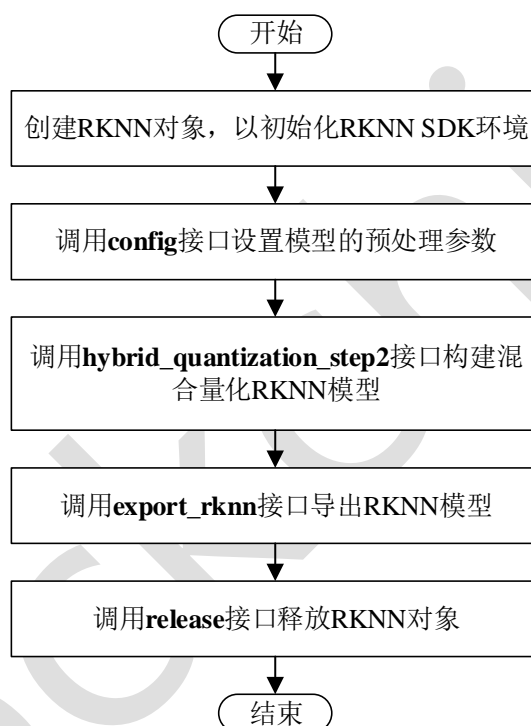 开始
创建RKNN对象，以初始化RKNN SDK环境
调用config接口设置模型的预处理参数
调用hybrid_quantization_step2接口构建混
合量化RKNN模型
调用export_rknn接口导出RKNN模型
调用release接口释放RKNN对象
结束